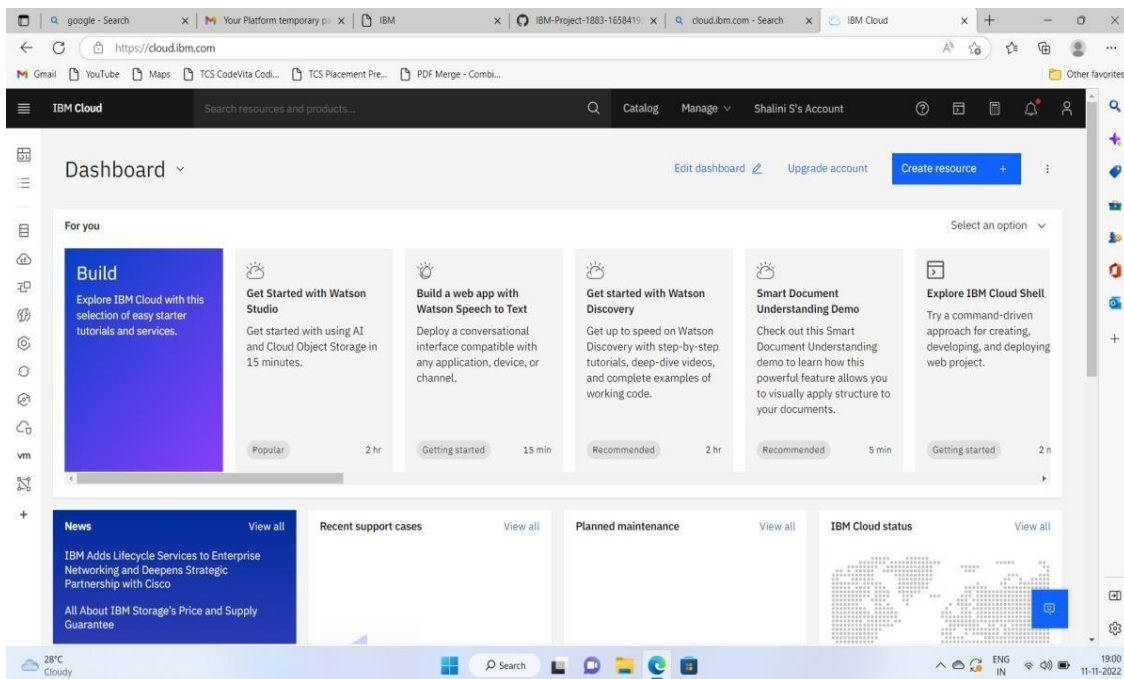 google - Search
Your Platform temporary pa
IBM
IBM-Project-1883-1658419
cloud.ibm.com - Search
IBM Cloud
https://cloud.ibm.com
Gmail
YouTube
Maps
TCS CodeVita Codi...
TCS Placement Pre...
PDF Merge - Combi...
Other favorites
IBM Cloud
Search resources and products...
Catalog
Manage
Shalini S's Account
Dashboard
Edit dashboard
Upgrade account
Create resource +
For you
Select an option
Build
Explore IBM Cloud with this
selection of easy starter
tutorials and services.
Get Started with Watson
Studio
Get started with using AI
and Cloud Object Storage in
15 minutes.
Popular
2 hr
Build a web app with
Watson Speech to Text
Deploy a conversational
interface compatible with
any application, device, or
channel.
Getting started
15 min
Get started with Watson
Discovery
Get up to speed on Watson
Discovery with step-by-step
tutorials, deep-dive videos,
and complete examples of
working code.
Recommended
2 hr
Smart Document
Understanding Demo
Check out this Smart
Document Understanding
demo to learn how this
powerful feature allows you
to visually apply structure to
your documents.
Recommended
5 min
Explore IBM Cloud Shell
Try a command-driven
approach for creating,
developing, and deploying
web project.
Getting started
2 m
vm
News
View all
IBM Adds Lifecycle Services to Enterprise
Networking and Deepens Strategic
Partnership with Cisco
All About IBM Storage's Price and Supply
Guarantee
Recent support cases
View all
Planned maintenance
View all
IBM Cloud status
View all
28°C
Cloudy
Search
ENG
IN
19:00
11-11-2022